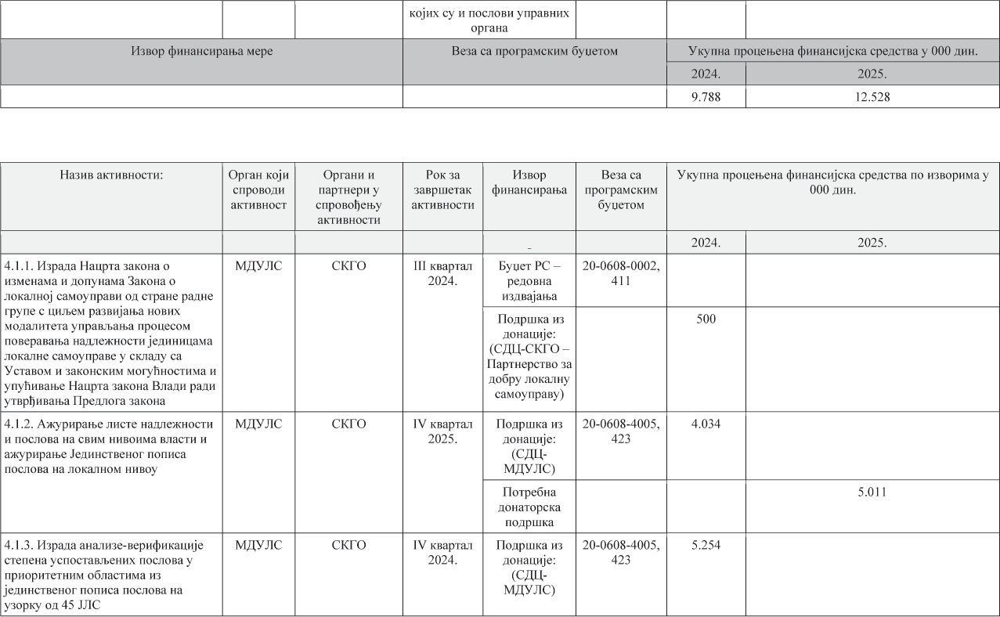 којих су и послови управних
органа
Извор финансирања мере
Веза са програмским буџетом
Укупна процењена финансијска средства у 000 дин.
2024.
2025.
9.788
12.528
Назив активности:
Орган који
спроводи
активност
Органи и
партнери у
спровођењу
активности
Рок за
завршетак
активности
Извор
финансирања
Веза са
програмским
буџетом
Укупна процењена финансијска средства по изворима у
000 дин.
-
2024.
2025.
4.1.1. Израда Нацрта закона о
изменама и допунама Закона о
локалној самоуправи од стране радне
групе с циљем развијања нових
модалитета управљања процесом
поверавања надлежности јединицама
локалне самоуправе у складу са
Уставом и законским могућностима и
упућивање Нацрта закона Влади ради
утврђивања Предлога закона
МДУЛС
СКГО
III квартал
2024.
Буџет РС –
редовна
издвајања
20-0608-0002,
411
Подршка из
донације:
(СДЦ-СКГО –
Партнерство за
добру локалну
самоуправу)
500
4.1.2. Ажурирање листе надлежности
и послова на свим нивоима власти и
ажурирање Јединственог пописа
послова на локалном нивоу
МДУЛС
СКГО
IV квартал
2025.
Подршка из
донације:
(СДЦ-
МДУЛС)
20-0608-4005,
423
4.034
Потребна
донаторска
подршка
5.011
4.1.3. Израда анализе-верификације
степена успостављених послова у
приоритетним областима из
јединственог пописа послова на
узорку од 45 ЈЛС
МДУЛС
СКГО
IV квартал
2024.
Подршка из
донације:
(СДЦ-
МДУЛС)
20-0608-4005,
423
5.254